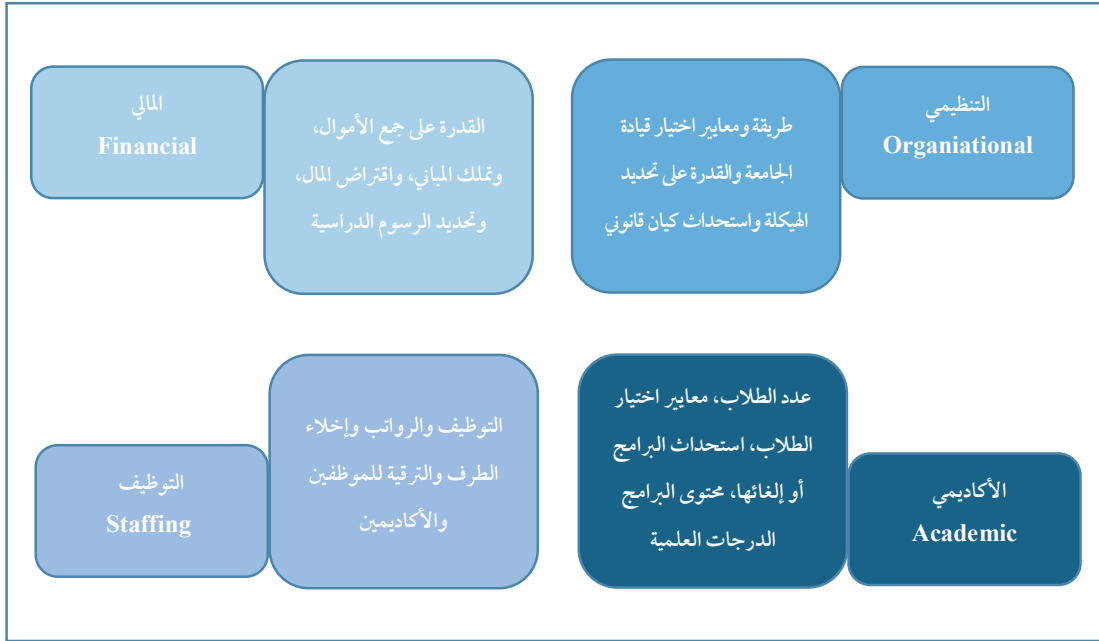 التنظيمي
Organiational
طريقة ومعايير اختيار قيادة
الجامعة والقدرة على تحديد
الهيكلة واستحداث كيان قانوني
المالي
Financial
القدرة على جمع الأموال،
وتملك المباني، واقتراض المال،
وتحديد الرسوم الدراسية
الأكاديمي
Academic
عدد الطلاب، معايير اختيار
الطلاب، استحداث البرامج
أو إلغائها، محتوى البرامج
الدرجات العلمية
التوظيف
Staffing
التوظيف والرواتب وإخلاء
الطرف والترقية للموظفين
والأكاديمين